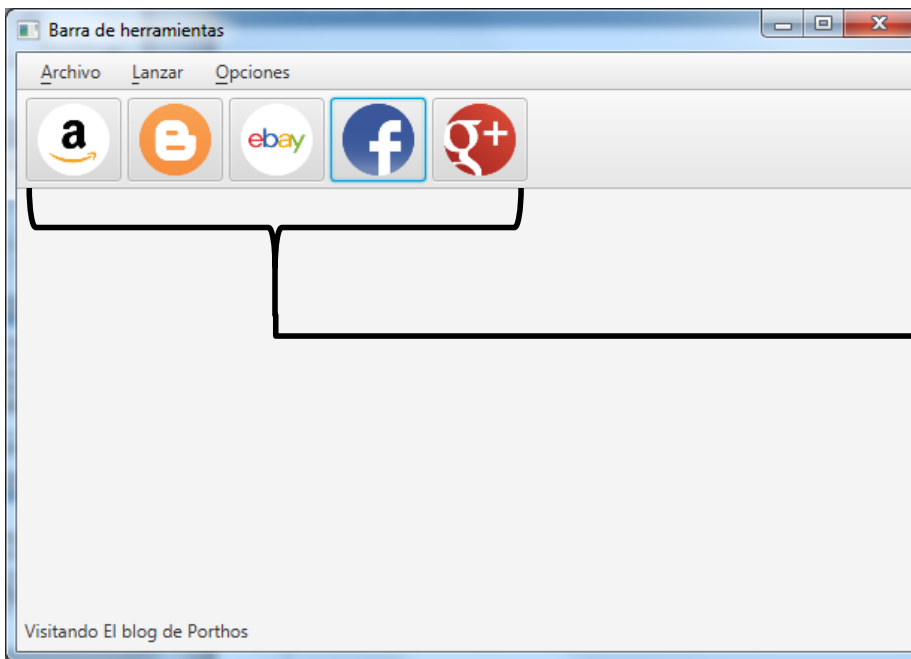 Barra de herramientas
Archivo Lanzar Opciones
a ebay f g+
Visitando El blog de Porthos